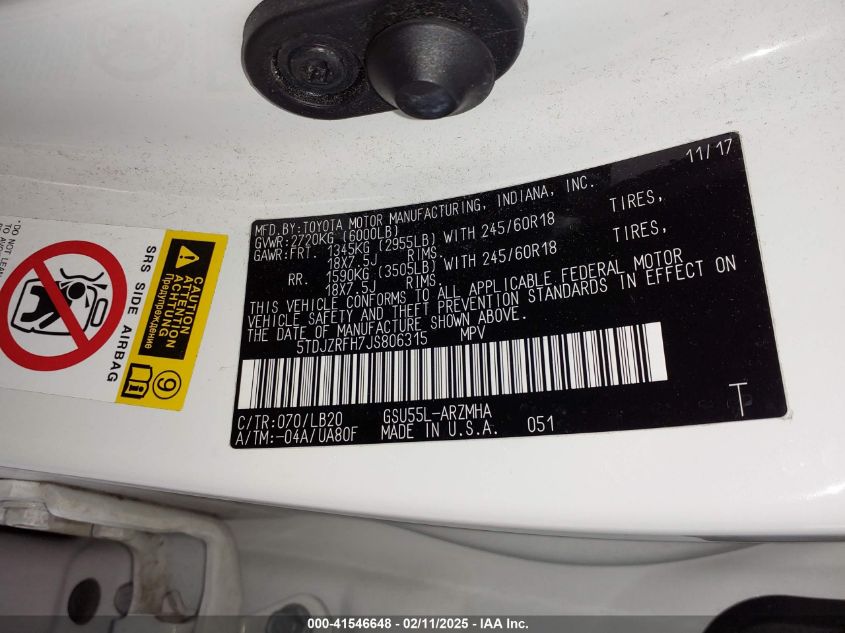 11/17
MFD.BY:TOYOTA MOTOR MANUFACTURING, INDIANA, INC.
GVWR:2720KG (6000LB)
GAWR:FRT. 1345KG (2955LB) WITH 245/60R18 TIRES,
18X7.5J RIMS.
RR. 1590KG (3505LB) WITH 245/60R18 TIRES,
18X7.5J RIMS.
THIS VEHICLE CONFORMS TO ALL APPLICABLE FEDERAL MOTOR
VEHICLE SAFETY AND THEFT PREVENTION STANDARDS IN EFFECT ON
THE DATE OF MANUFACTURE SHOWN ABOVE.
5TDJZRFH7JS806315 MPV
C/TR:070/LB20 GSU55L-ARZMHA T
A/TM:-04A/UA80F MADE IN U.S.A. 051
SRS SIDE AIRBAG
CAUTION
ATTENTION
ACHTUNG
Предупреждение
9
000-41546648 - 02/11/2025 - IAA Inc.